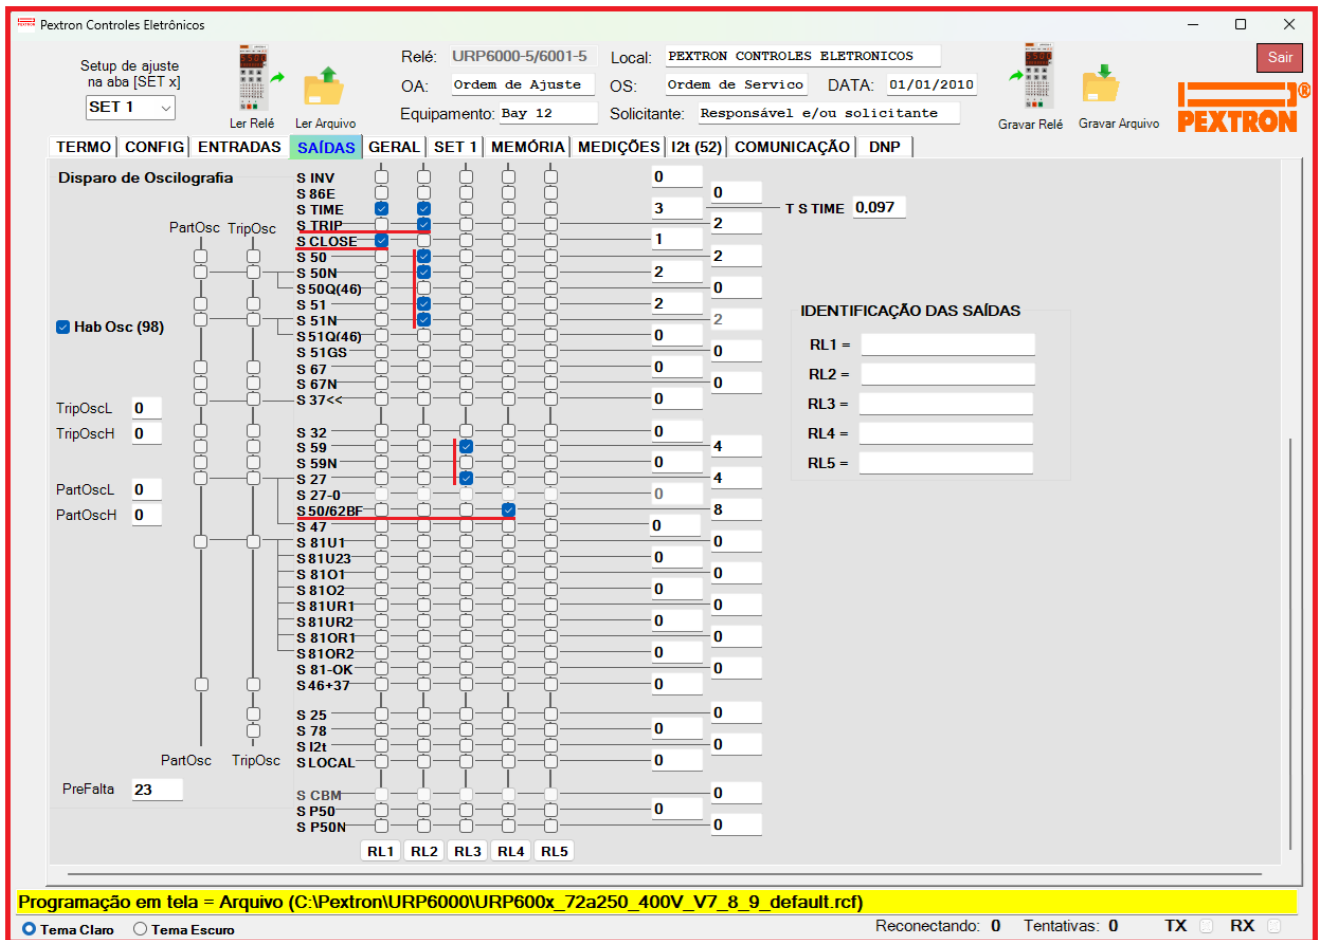 Pextron Controles Eletrônicos
Setup de ajuste
na aba [SET x]
SET 1
Ler Relé
Ler Arquivo
Relé: URP6000-5/6001-5 Local: PEXTRON CONTROLES ELETRONICOS
OA: Ordem de Ajuste OS: Ordem de Servico DATA: 01/01/2010
Equipamento: Bay 12 Solicitante: Responsável e/ou solicitante
Gravar Relé
Gravar Arquivo
Sair
PEXTRON®
TERMO CONFIG ENTRADAS SAÍDAS GERAL SET 1 MEMÓRIA MEDIÇÕES I2t (52) COMUNICAÇÃO DNP
Disparo de Oscilografia
PartOsc TripOsc
Hab Osc (98)
TripOscL 0
TripOscH 0
PartOscL 0
PartOscH 0
PartOsc TripOsc
PreFalta 23
S INV 0
S 86E 0
S TIME 3 T S TIME 0,097
S TRIP 2
S CLOSE 1
S 50 2
S 50N 2
S 50Q(46) 0
S 51 2
S 51N 2
S 51Q(46) 0
S 51GS 0
S 67 0
S 67N 0
S 37<< 0
S 32 0
S 59 4
S 59N 0
S 27 4
S 27-0 0
S 50/62BF 8
S 47 0
S 81U1 0
S 81U23 0
S 81O1 0
S 81O2 0
S 81UR1 0
S 81UR2 0
S 81OR1 0
S 81OR2 0
S 81-OK 0
S 46+37 0
S 25 0
S 78 0
S I2t 0
S LOCAL 0
S CBM 0
S P50 0
S P50N 0
RL1 RL2 RL3 RL4 RL5
IDENTIFICAÇÃO DAS SAÍDAS
RL1 =
RL2 =
RL3 =
RL4 =
RL5 =
Programação em tela = Arquivo (C:\Pextron\URP6000\URP600x_72a250_400V_V7_8_9_default.rcf)
Tema Claro Tema Escuro Reconectando: 0 Tentativas: 0 TX RX